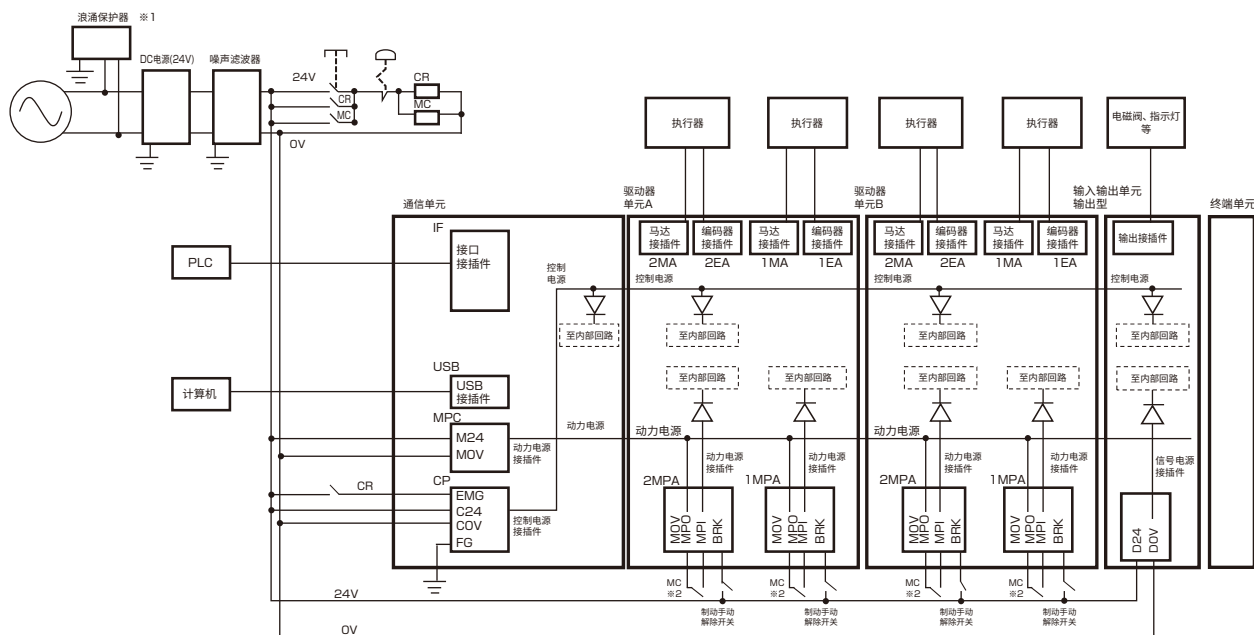 浪涌保护器 ※1
DC电源(24V)
噪声滤波器
24V
CR
MC
CR
MC
0V
执行器
执行器
执行器
执行器
电磁阀、指示灯
等
通信单元
驱动器
单元A
驱动器
单元B
输入输出单元
输出型
终端单元
IF
接口
接插件
PLC
马达
接插件
编码器
接插件
马达
接插件
编码器
接插件
马达
接插件
编码器
接插件
马达
接插件
编码器
接插件
输出接插件
2MA
2EA
1MA
1EA
2MA
2EA
1MA
1EA
控制
电源
控制电源
控制电源
控制电源
至内部回路
至内部回路
至内部回路
至内部回路
USB
USB
接插件
计算机
至内部回路
至内部回路
至内部回路
至内部回路
至内部回路
MPC
M24
MOV
动力电源
接插件
动力电源
动力电源
动力电源
动力电源
接插件
动力电源
接插件
动力电源
接插件
动力电源
接插件
信号电源
接插件
CR
CP
EMG
C24
COV
FG
控制电源
接插件
2MPA
1MPA
2MPA
1MPA
MOV
MPO
MPI
BRK
MOV
MPO
MPI
BRK
MOV
MPO
MPI
BRK
MOV
MPO
MPI
BRK
D24
DOV
MC
※2
MC
※2
MC
※2
MC
※2
24V
制动手动
解除开关
制动手动
解除开关
制动手动
解除开关
制动手动
解除开关
0V